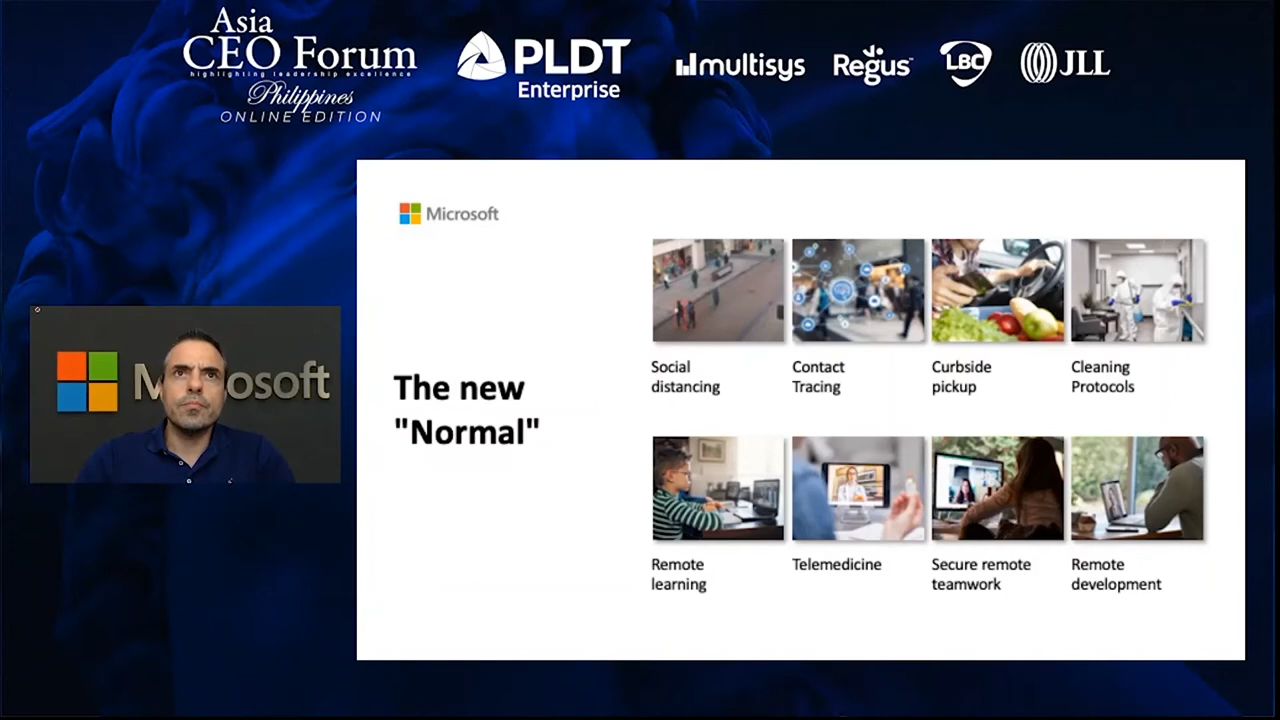 Asia
CEO Forum
highlighting leadership excellence
Philippines
ONLINE EDITION
PLDT
Enterprise
multisys
Regus
LBC
JLL
Microsoft
The new
"Normal"
Social
distancing
Contact
Tracing
Curbside
pickup
Cleaning
Protocols
Remote
learning
Telemedicine
Secure remote
teamwork
Remote
development